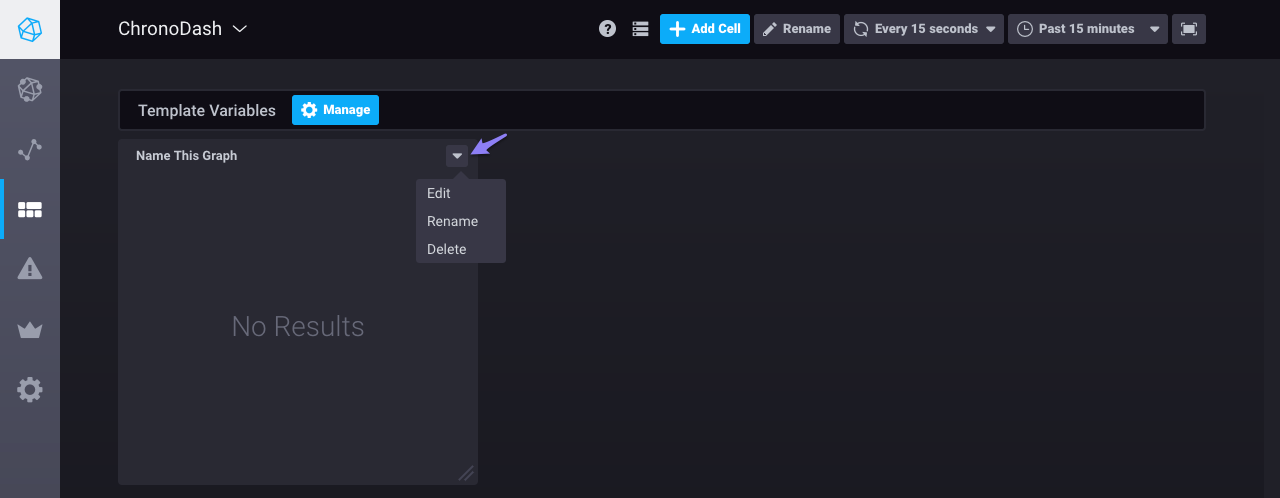 ChronoDash
? Add Cell Rename Every 15 seconds Past 15 minutes
Template Variables Manage
Name This Graph
Edit
Rename
Delete
No Results